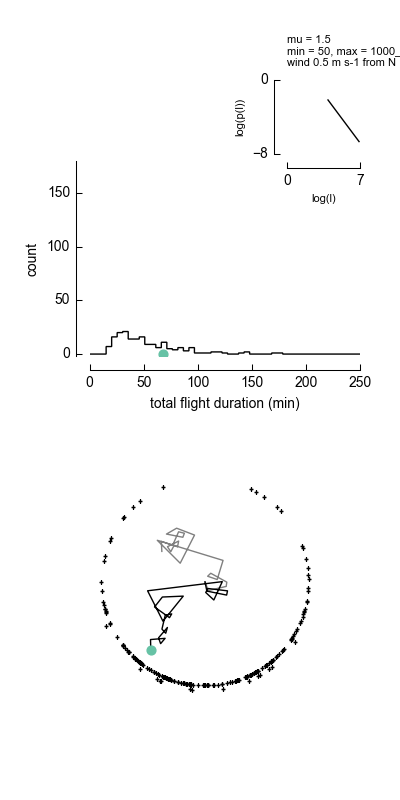 mu = 1.5
min = 50, max = 1000_
wind 0.5 m s-1 from N
0
log(p(l))
−8
0 7
log(l)
150
count
100
50
0
0 50 100 150 200 250
total flight duration (min)